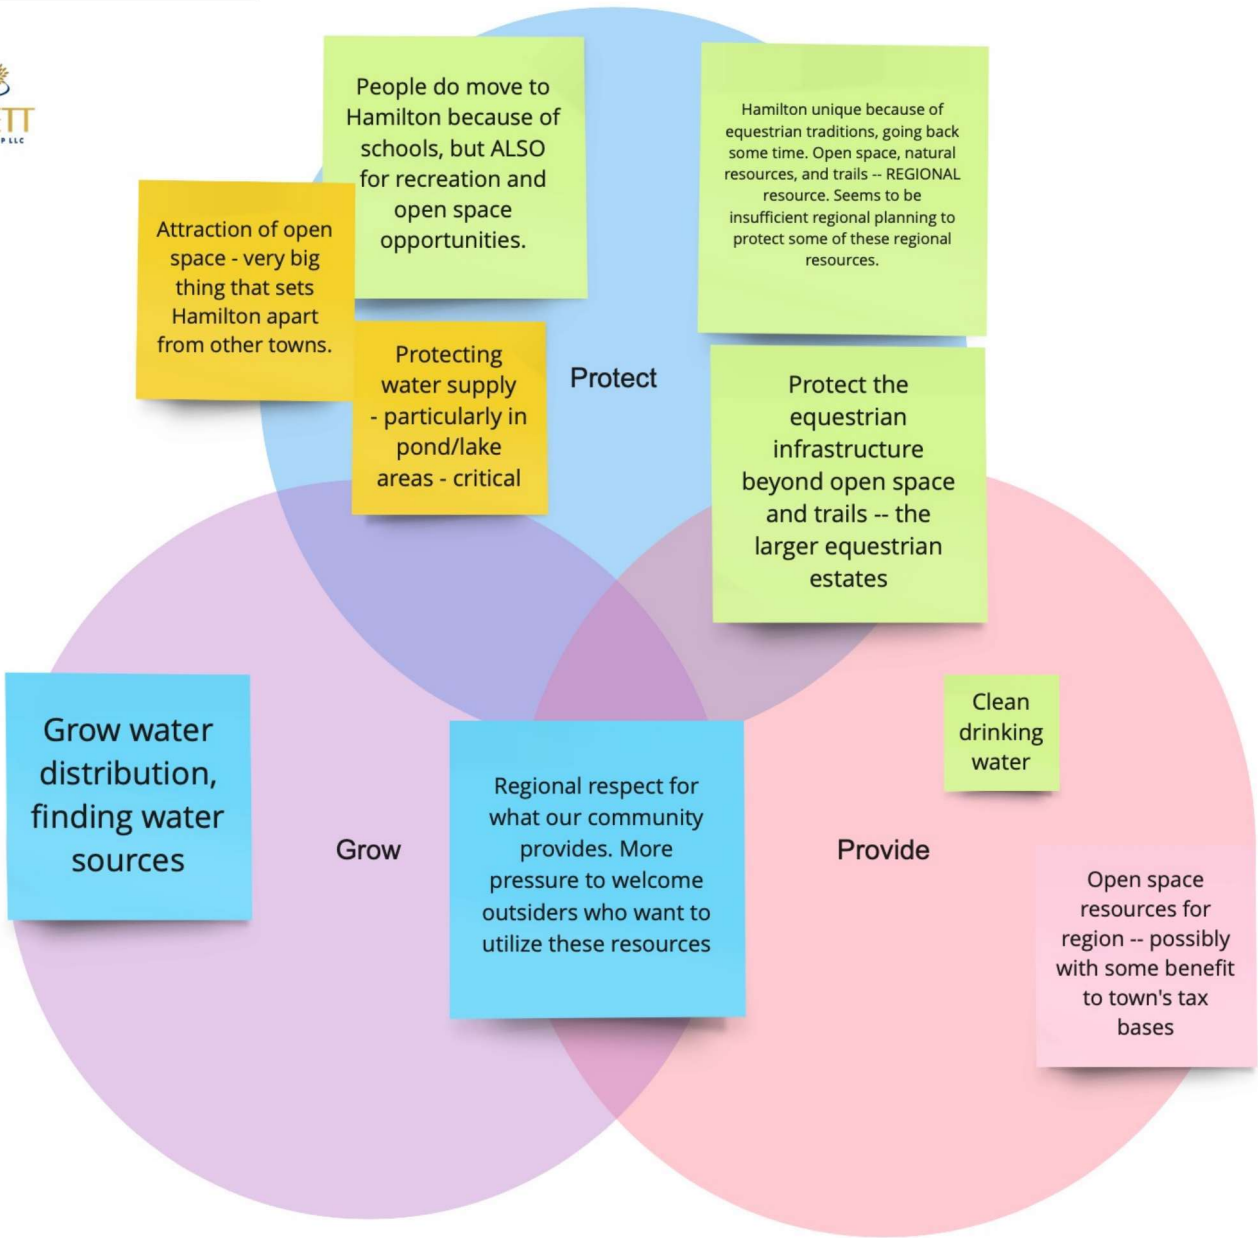 TT
P LLC
People do move to
Hamilton because of
schools, but ALSO
for recreation and
open space
opportunities.
Hamilton unique because of
equestrian traditions, going back
some time. Open space, natural
resources, and trails -- REGIONAL
resource. Seems to be
insufficient regional planning to
protect some of these regional
resources.
Attraction of open
space - very big
thing that sets
Hamilton apart
from other towns.
Protecting
water supply
- particularly in
pond/lake
areas - critical
Protect
Protect the
equestrian
infrastructure
beyond open space
and trails -- the
larger equestrian
estates
Grow water
distribution,
finding water
sources
Grow
Regional respect for
what our community
provides. More
pressure to welcome
outsiders who want to
utilize these resources
Provide
Clean
drinking
water
Open space
resources for
region -- possibly
with some benefit
to town's tax
bases